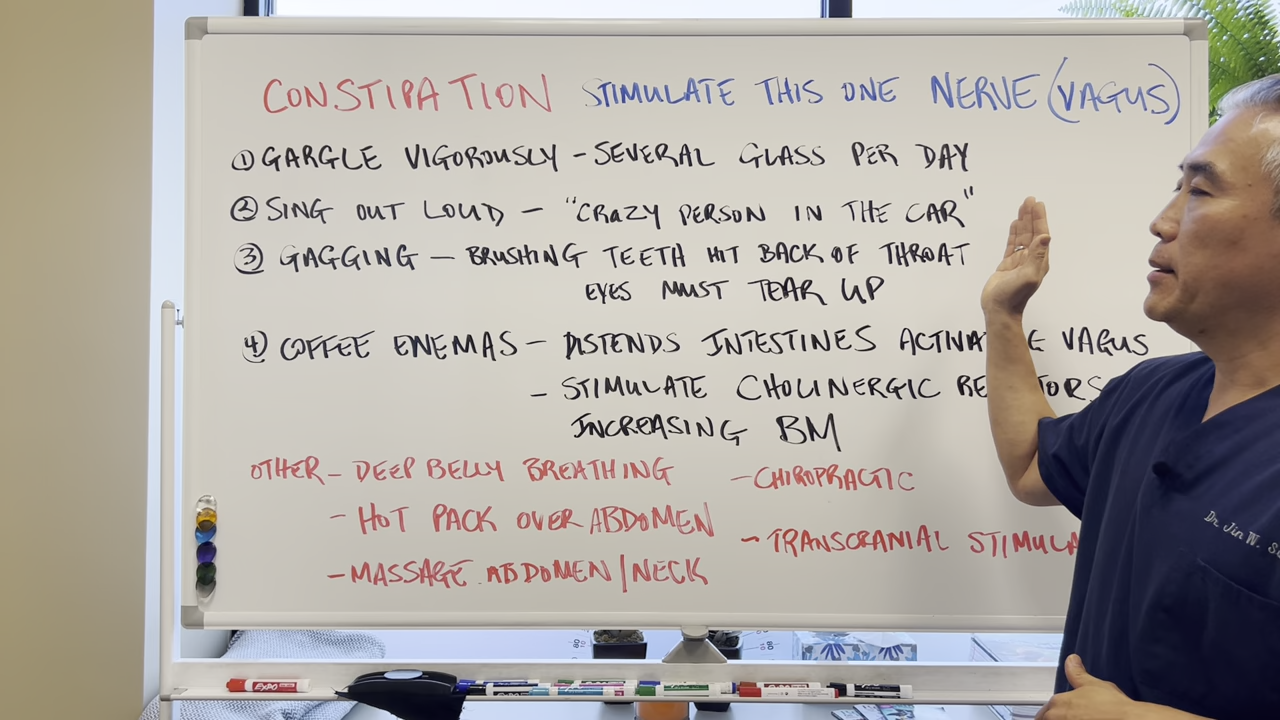 CONSTIPATION STIMULATE THIS ONE NERVE (VAGUS)
① GARGLE VIGOROUSLY - SEVERAL GLASS PER DAY
② SING OUT LOUD - "CRAZY PERSON IN THE CAR"
③ GAGGING - BRUSHING TEETH HIT BACK OF THROAT
EYES MUST TEAR UP
④ COFFEE ENEMAS - DISTENDS INTESTINES VAGUS
- STIMULATE CHOLINERGIC
INCREASING BM
OTHER - DEEP BELLY BREATHING
- HOT PACK OVER ABDOMEN
- MASSAGE ABDOMEN/NECK
- CHIROPRACTIC
- TRANSCRANIAL
Dr. Jin W.
EXPO